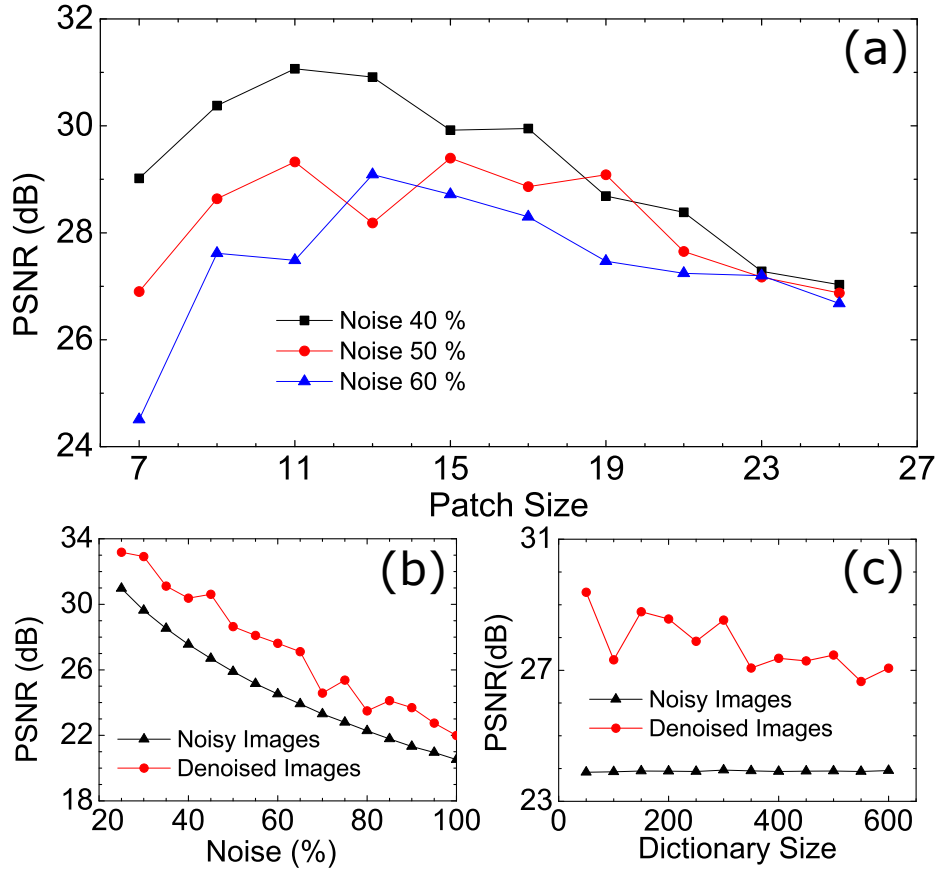 (a)
PSNR (dB)
32
30
28
26
24
Noise 40 %
Noise 50 %
Noise 60 %
7 11 15 19 23 27
Patch Size
(b)
PSNR (dB)
34
30
26
22
18
Noisy Images
Denoised Images
20 40 60 80 100
Noise (%)
(c)
PSNR(dB)
31
27
23
Noisy Images
Denoised Images
0 200 400 600
Dictionary Size